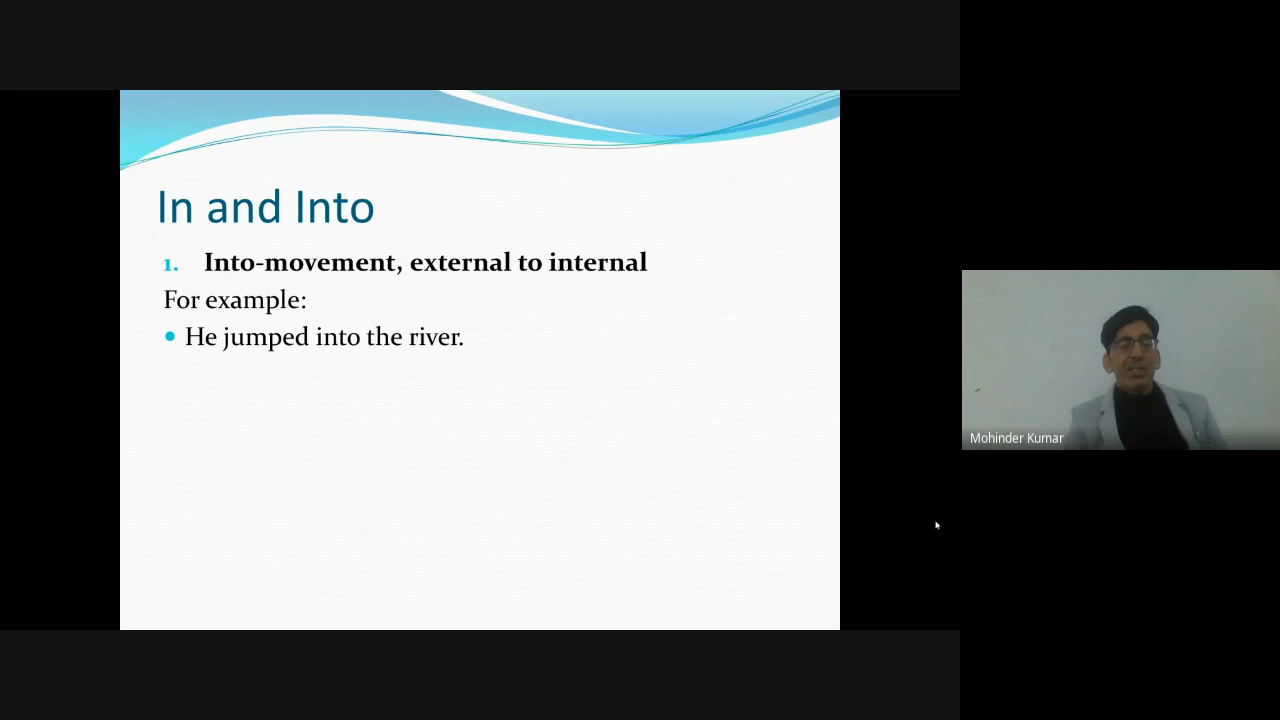 In and Into
1. Into-movement, external to internal
For example:
• He jumped into the river.
Mohinder Kumar